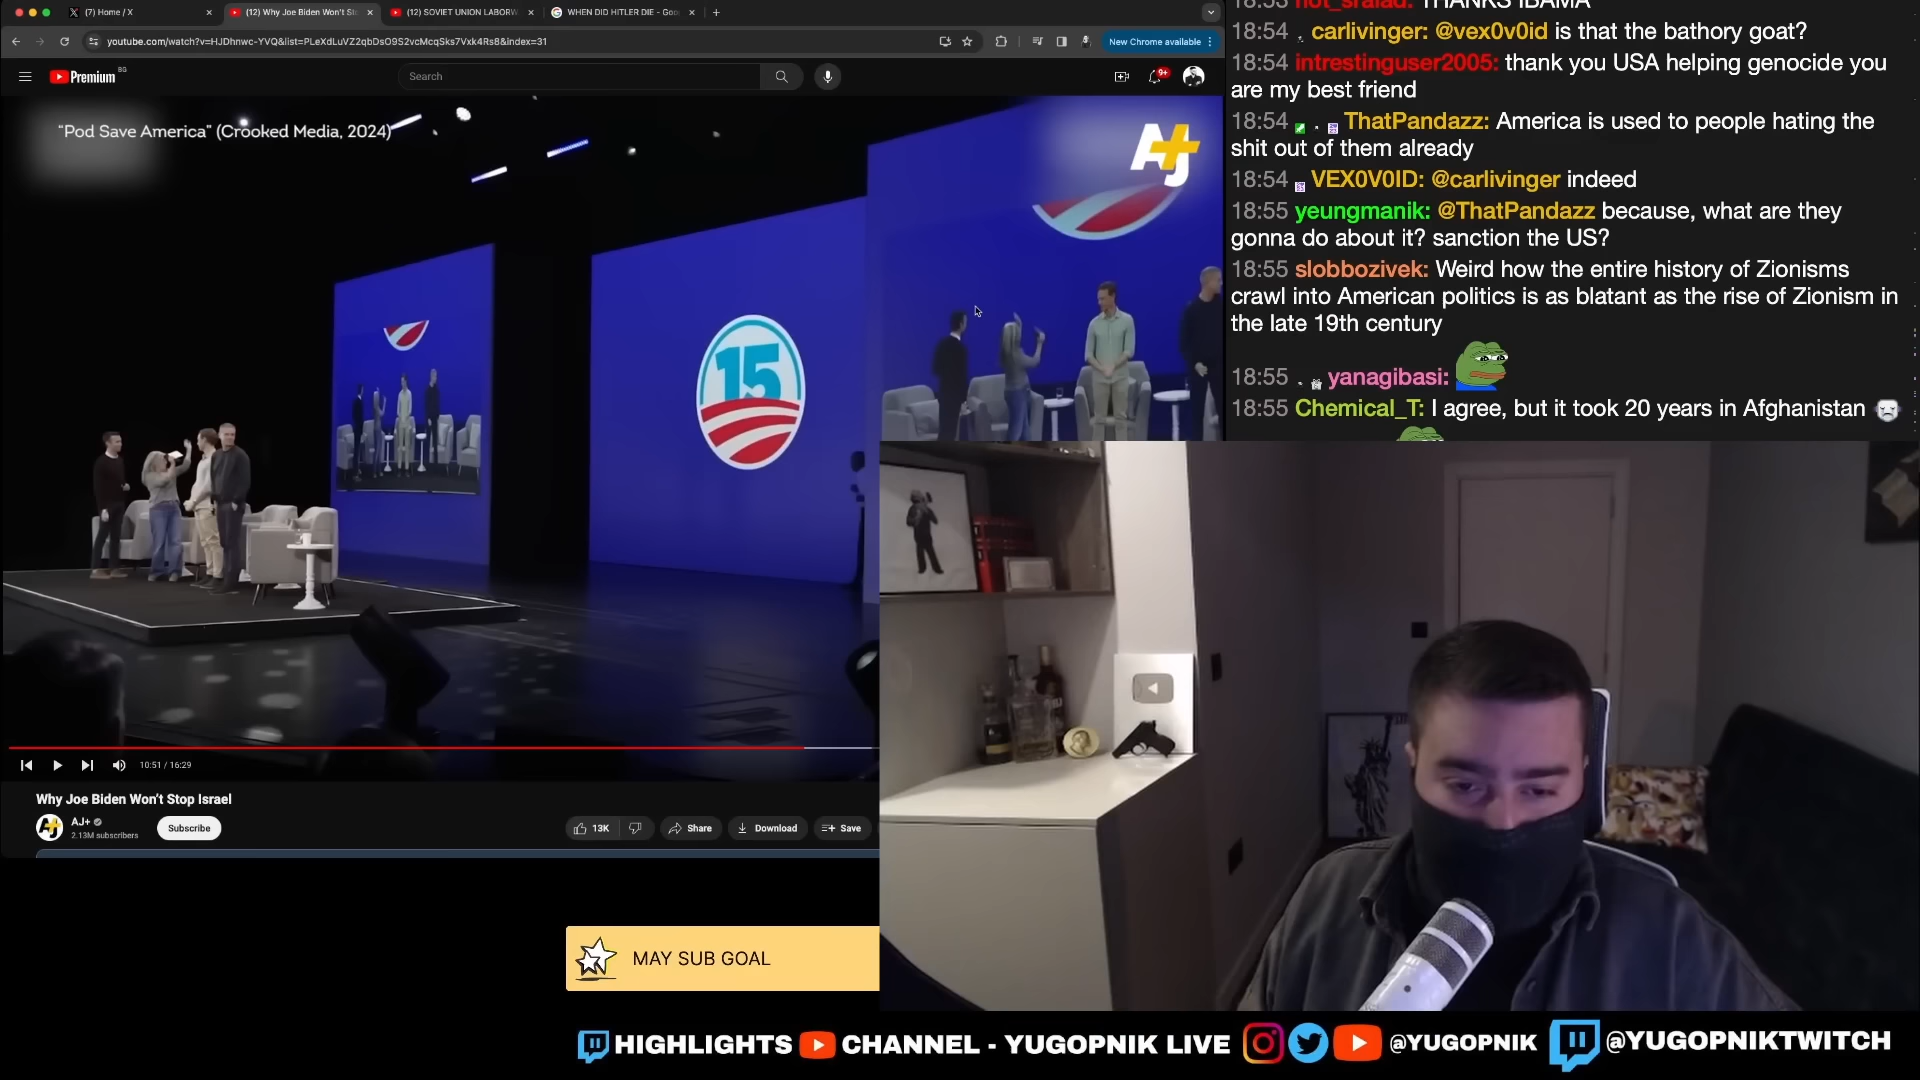 (7) Home / X
(12) Why Joe Biden Won't St
(12) SOVIET UNION LABORW
WHEN DID HITLER DIE - Goo
youtube.com/watch?v=HJDhnwc-YVQ&list=PLeXdLuVZ2qbDsO9S2vcMcqSks7Vxk4Rs8&index=31
New Chrome available
Premium BG
Search
9+
"Pod Save America" (Crooked Media, 2024)
A+J
15
10:51 / 16:29
Why Joe Biden Won't Stop Israel
AJ+
2.13M subscribers
Subscribe
13K
Share
Download
Save
18:53 not_sralad: THANKS IBAMA
18:54 carlivinger: @vex0v0id is that the bathory goat?
18:54 intrestinguser2005: thank you USA helping genocide you
are my best friend
18:54 ThatPandazz: America is used to people hating the
shit out of them already
18:54 VEX0V0ID: @carlivinger indeed
18:55 yeungmanik: @ThatPandazz because, what are they
gonna do about it? sanction the US?
18:55 slobbozivek: Weird how the entire history of Zionisms
crawl into American politics is as blatant as the rise of Zionism in
the late 19th century
18:55 yanagibasi:
18:55 Chemical_T: I agree, but it took 20 years in Afghanistan
MAY SUB GOAL
HIGHLIGHTS CHANNEL - YUGOPNIK LIVE @YUGOPNIK @YUGOPNIKTWITCH